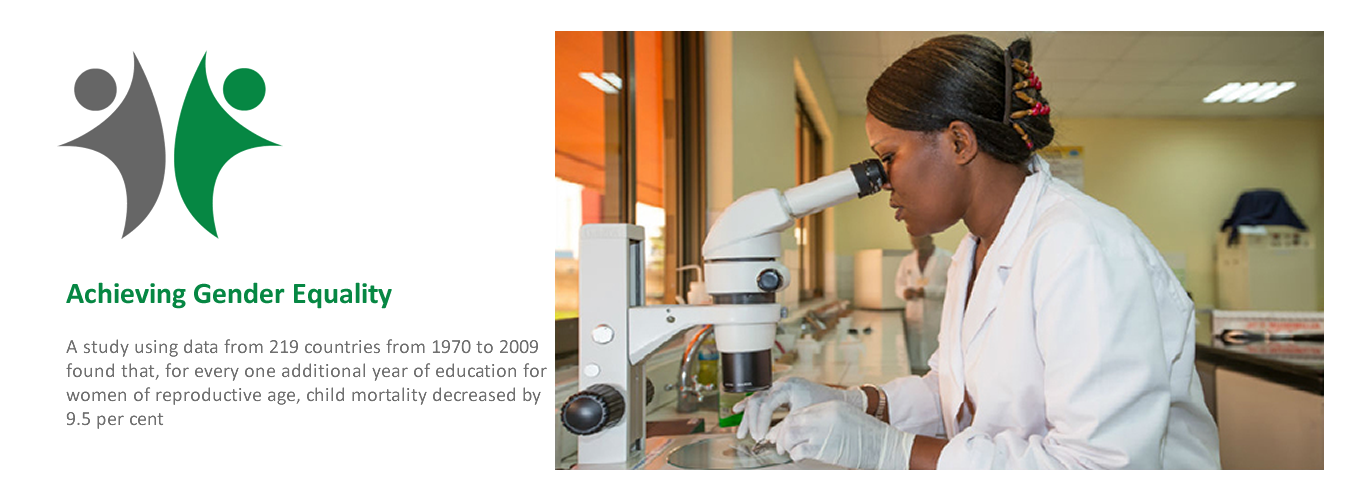 Achieving Gender Equality
A study using data from 219 countries from 1970 to 2009
found that, for every one additional year of education for
women of reproductive age, child mortality decreased by
9.5 per cent